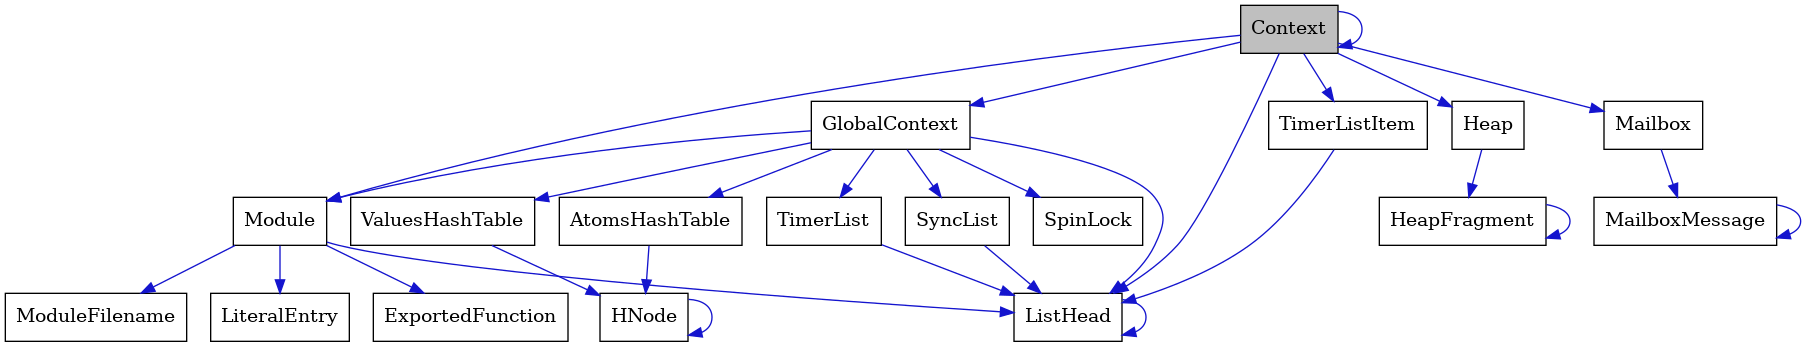 Context
GlobalContext
TimerListItem
Heap
Mailbox
Module
ValuesHashTable
AtomsHashTable
TimerList
SyncList
SpinLock
HeapFragment
MailboxMessage
ModuleFilename
LiteralEntry
ExportedFunction
HNode
ListHead